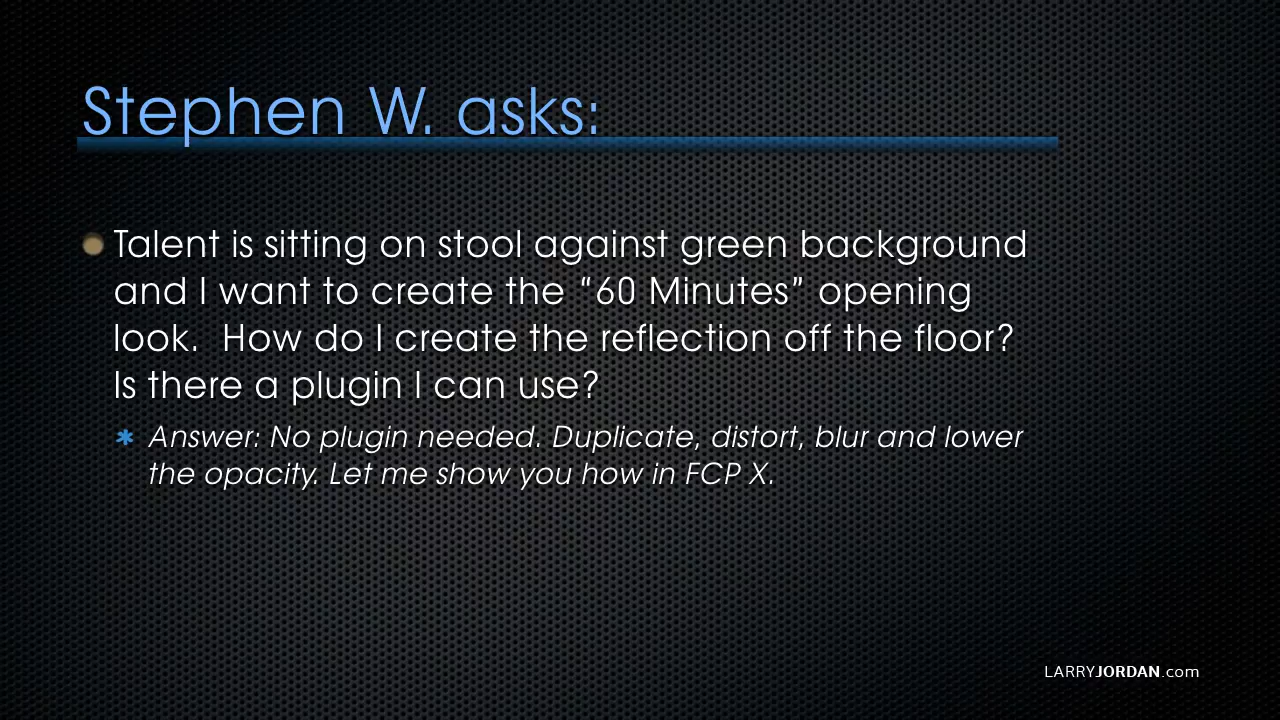 Stephen W. asks:
Talent is sitting on stool against green background
and I want to create the “60 Minutes” opening
look.  How do I create the reflection off the floor?
Is there a plugin I can use?
Answer: No plugin needed. Duplicate, distort, blur and lower
the opacity. Let me show you how in FCP X.
LARRYJORDAN.com